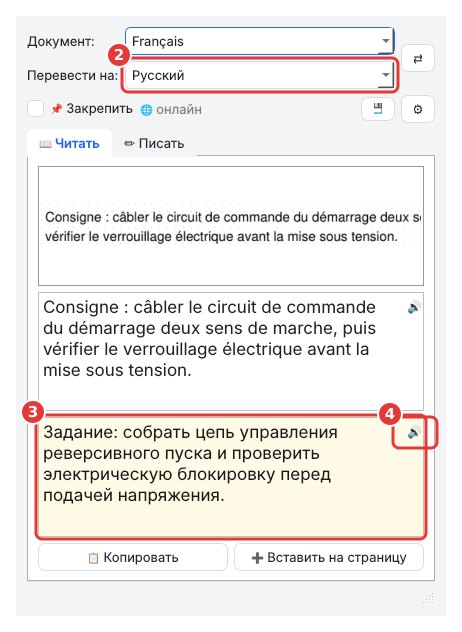 Документ: Français
⇄
2
Перевести на: Русский
📌 Закрепить 🌐 онлайн
📖 Читать ✏ Писать
Consigne : câbler le circuit de commande du démarrage deux s
vérifier le verrouillage électrique avant la mise sous tension.
Consigne : câbler le circuit de commande
du démarrage deux sens de marche, puis
vérifier le verrouillage électrique avant la
mise sous tension.
3
4
Задание: собрать цепь управления
реверсивного пуска и проверить
электрическую блокировку перед
подачей напряжения.
📋 Копировать ➕ Вставить на страницу